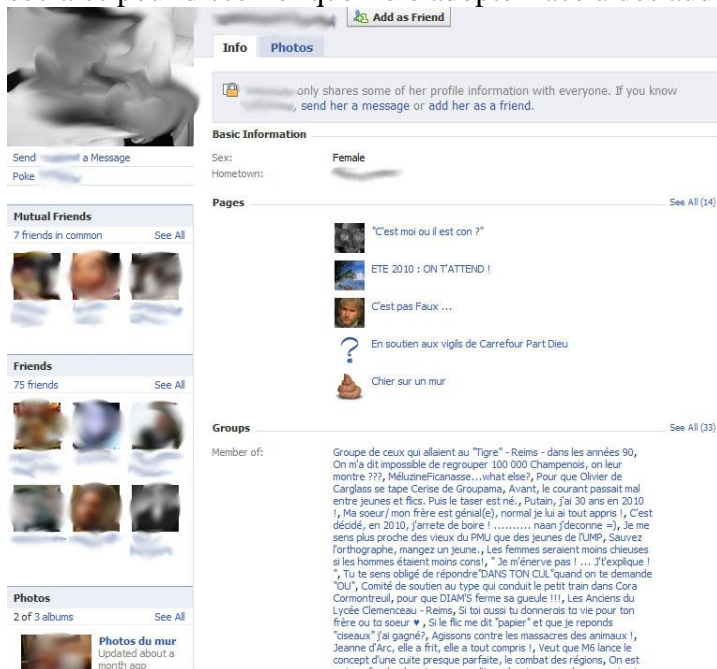 Add as Friend
Info Photos
only shares some of her profile information with everyone. If you know
, send her a message or add her as a friend.
Send a Message
Poke
Basic Information
Sex: Female
Hometown:
Mutual Friends
7 friends in common See All
Pages See All (14)
"C'est moi ou il est con ?"
ETE 2010 : ON T'ATTEND !
C'est pas Faux ...
En soutien aux vigils de Carrefour Part Dieu
Chier sur un mur
Friends
75 friends See All
Groups See All (33)
Member of:
Groupe de ceux qui allaient au "Tigre" - Reims - dans les années 90,
On m'a dit impossible de regrouper 100 000 Champenois, on leur
montre ???, MéluzineFicanasse...what else?, Pour que Olivier de
Carglass se tape Cerise de Groupama, Avant, le courant passait mal
entre jeunes et flics. Puis le taser est né., Putain, j'ai 30 ans en 2010
!, Ma soeur/ mon frère est génial(e), normal je lui ai tout appris !, C'est
décidé, en 2010, j'arrete de boire ! .......... naan j'deconne =), Je me
sens plus proche des vieux du PMU que des jeunes de l'UMP, Sauvez
l'orthographe, mangez un jeune., Les femmes seraient moins chieuses
si les hommes étaient moins cons!, " Je m'énerve pas ! ... J't'explique !
", Tu te sens obligé de répondre"DANS TON CUL"quand on te demande
"OU", Comité de soutien au type qui conduit le petit train dans Cora
Cormontreuil, pour que DIAM'S ferme sa gueule !!!, Les Anciens du
Lycée Clemenceau - Reims, Si toi aussi tu donnerais ta vie pour ton
frère ou ta soeur ♥ , Si le flic me dit "papier" et que je reponds
"ciseaux" j'ai gagné?, Agissons contre les massacres des animaux !,
Jeanne d'Arc, elle a frit, elle a tout compris !, Veut que M6 lance le
concept d'une cuite presque parfaite, le combat des régions, On est
Photos
2 of 3 albums See All
Photos du mur
Updated about a
month ago